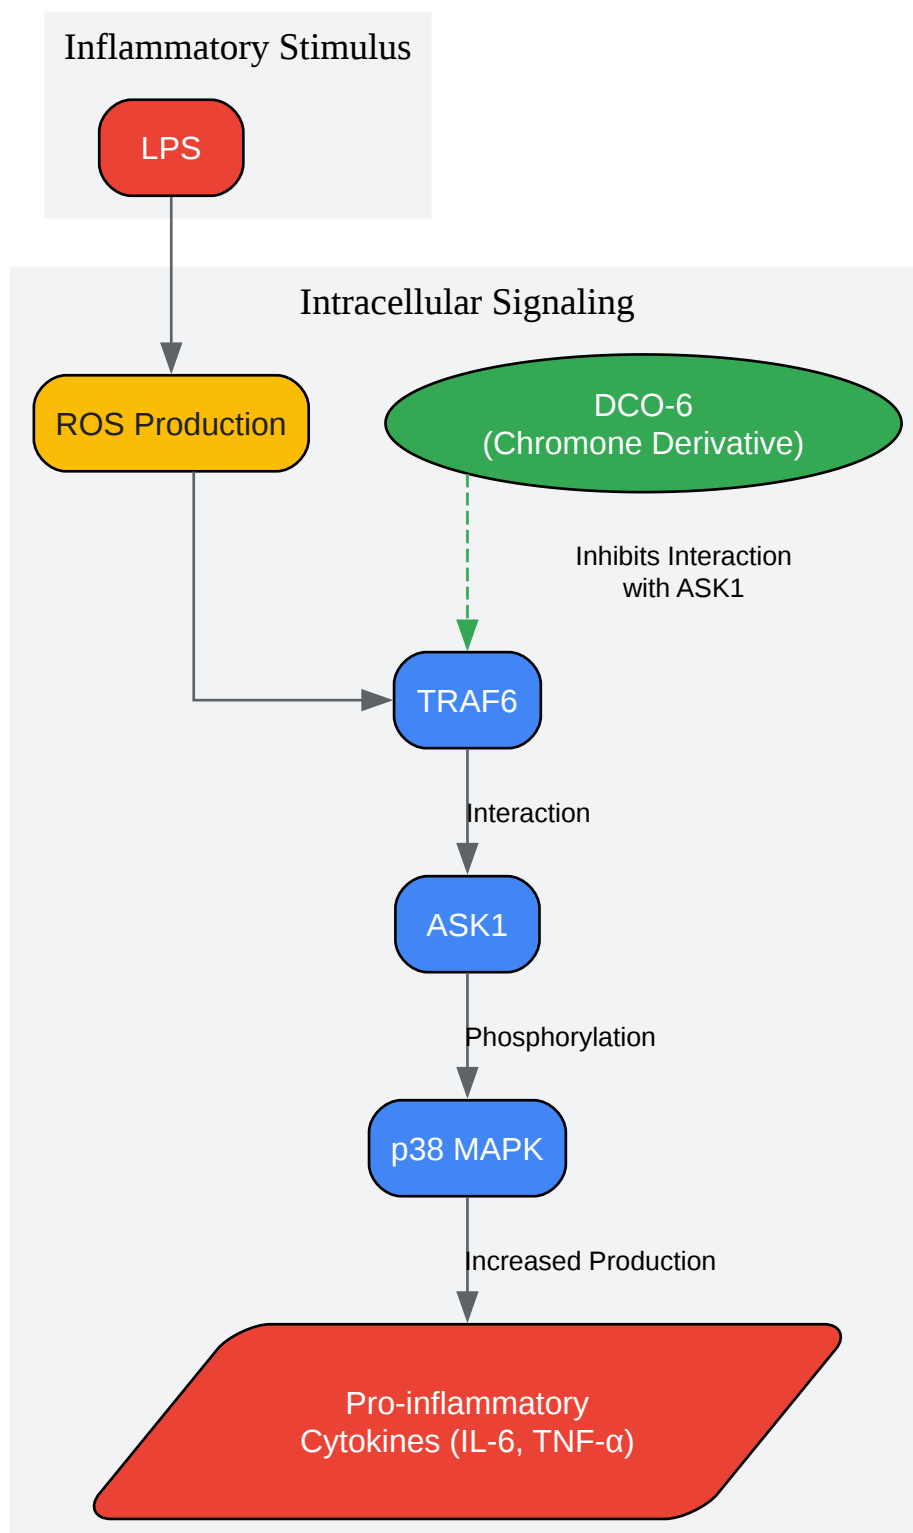 Inflammatory Stimulus
LPS
Intracellular Signaling
ROS Production
DCO-6
(Chromone Derivative)
Inhibits Interaction
with ASK1
TRAF6
Interaction
ASK1
Phosphorylation
p38 MAPK
Increased Production
Pro-inflammatory
Cytokines (IL-6, TNF-α)